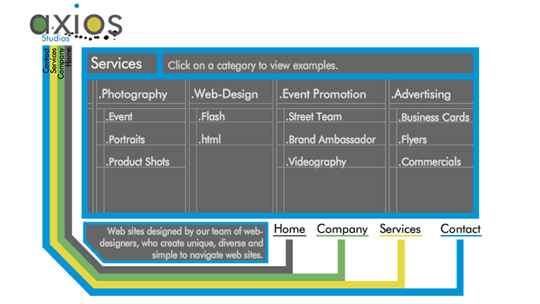 axios
Studios
Contact
Services
Company
Home
Services
Click on a category to view examples.
.Photography
.Event
.Portraits
.Product Shots
.Web-Design
.Flash
.html
.Event Promotion
.Street Team
.Brand Ambassador
.Videography
.Advertising
.Business Cards
.Flyers
.Commercials
Web sites designed by our team of web-
designers, who create unique, diverse and
simple to navigate web sites.
Home
Company
Services
Contact